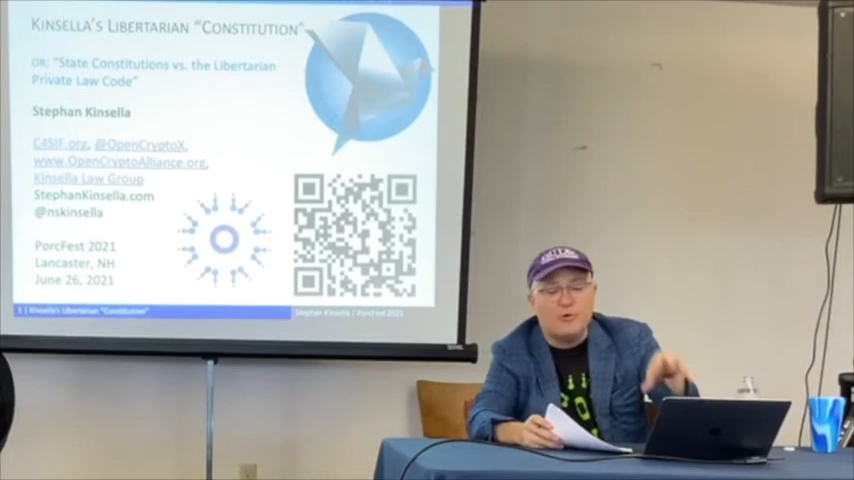 KINSELLA'S LIBERTARIAN "CONSTITUTION"
OR: "State Constitutions vs. the Libertarian
Private Law Code"
Stephan Kinsella
C4SIF.org, @OpenCryptoX,
www.OpenCryptoAlliance.org,
Kinsella Law Group
StephanKinsella.com
@nskinsella
PorcFest 2021
Lancaster, NH
June 26, 2021
1 | Kinsella's Libertarian "Constitution"
Stephan Kinsella | PorcFest 2021